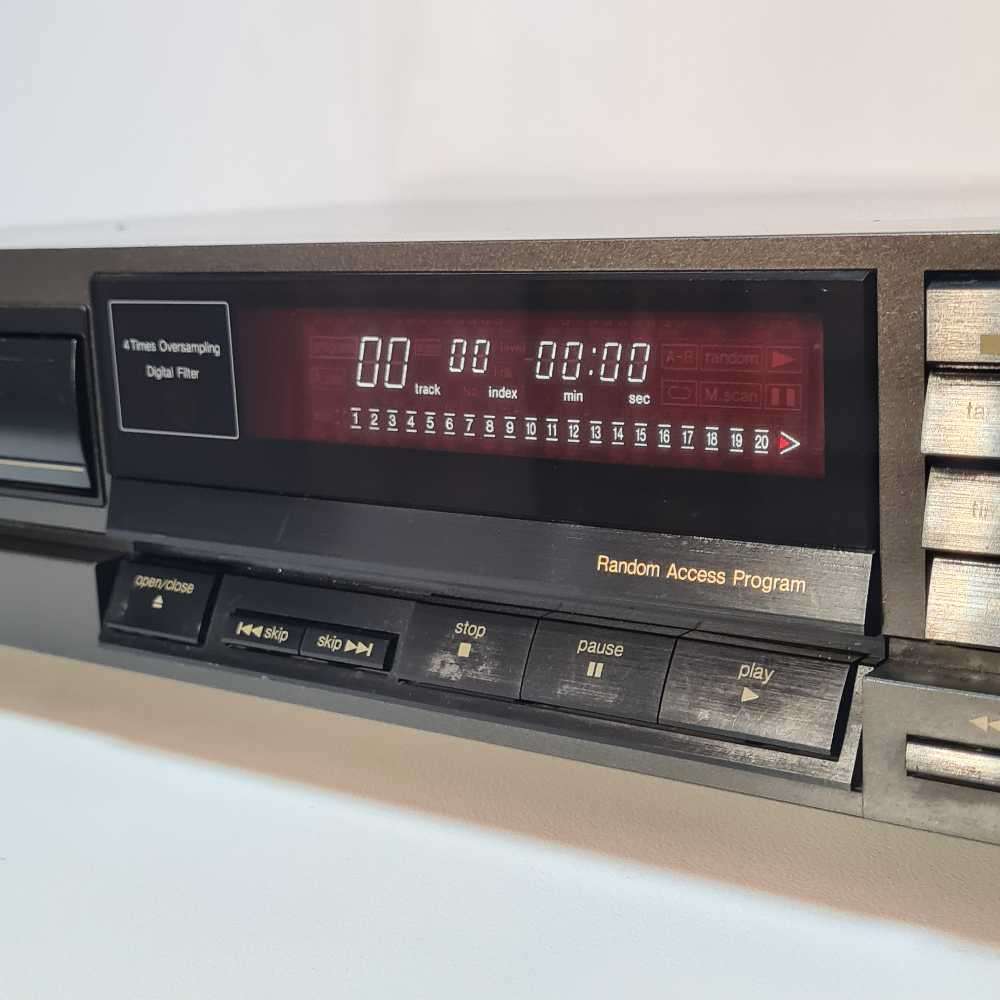 4 Times Oversampling
Digital Filter
00 00 00:00
track index min sec
A-B random
M.scan
1 2 3 4 5 6 7 8 9 10 11 12 13 14 15 16 17 18 19 20
Random Access Program
open/close
skip skip
stop
pause
play